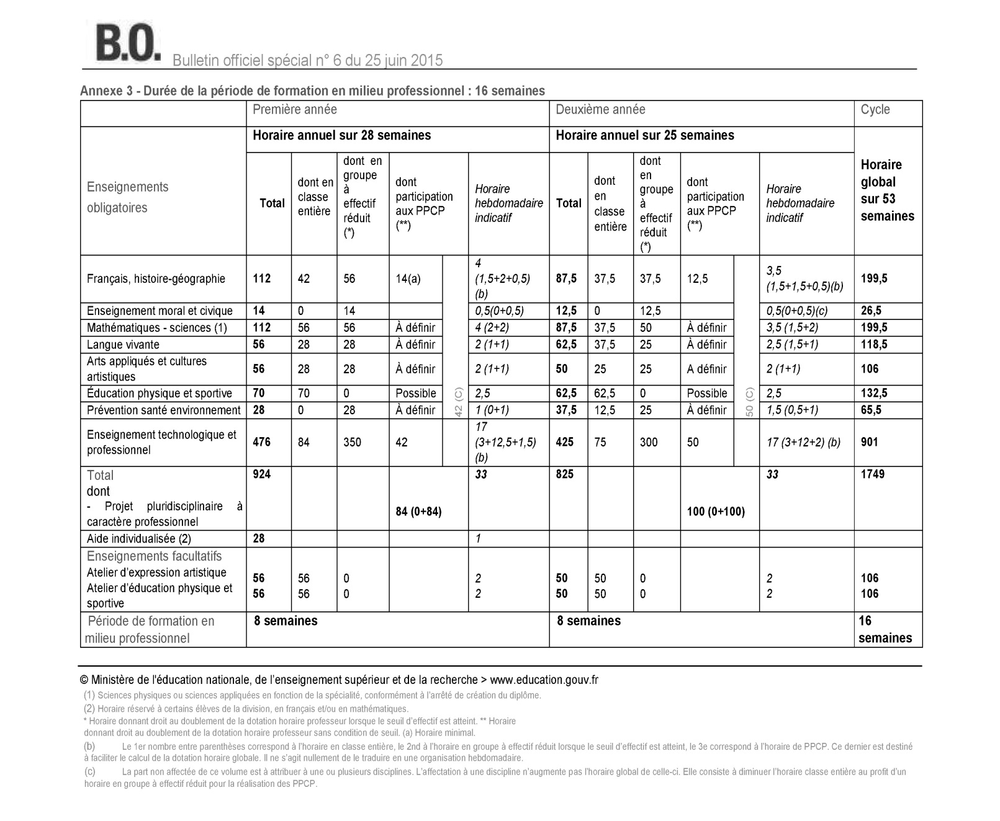 B.O.
Bulletin officiel spécial n° 6 du 25 juin 2015
Annexe 3 - Durée de la période de formation en milieu professionnel : 16 semaines
Première année Deuxième année Cycle
Enseignements obligatoires
Horaire annuel sur 28 semaines Horaire annuel sur 25 semaines Horaire global sur 53 semaines
Total dont en classe entière dont en groupe à effectif réduit (*) dont participation aux PPCP (**) Horaire hebdomadaire indicatif Total dont en classe entière dont en groupe à effectif réduit (*) dont participation aux PPCP (**) Horaire hebdomadaire indicatif
Français, histoire-géographie 112 42 56 14(a) 4 (1,5+2+0,5) (b) 87,5 37,5 37,5 12,5 3,5 (1,5+1,5+0,5)(b) 199,5
Enseignement moral et civique 14 0 14 0,5(0+0,5) 12,5 0 12,5 0,5(0+0,5)(c) 26,5
Mathématiques - sciences (1) 112 56 56 À définir 4 (2+2) 87,5 37,5 50 À définir 3,5 (1,5+2) 199,5
Langue vivante 56 28 28 À définir 2 (1+1) 62,5 37,5 25 À définir 2,5 (1,5+1) 118,5
Arts appliqués et cultures artistiques 56 28 28 À définir 2 (1+1) 50 25 25 A définir 2 (1+1) 106
Éducation physique et sportive 70 70 0 Possible 2,5 62,5 62,5 0 Possible 2,5 132,5
Prévention santé environnement 28 0 28 À définir 1 (0+1) 37,5 12,5 25 À définir 1,5 (0,5+1) 65,5
42 (C) 50 (C)
Enseignement technologique et professionnel 476 84 350 42 17 (3+12,5+1,5) (b) 425 75 300 50 17 (3+12+2) (b) 901
Total 924 33 825 33 1749
dont
- Projet pluridisciplinaire à caractère professionnel 84 (0+84) 100 (0+100)
Aide individualisée (2) 28 1
Enseignements facultatifs
Atelier d'expression artistique 56 56 0 2 50 50 0 2 106
Atelier d'éducation physique et sportive 56 56 0 2 50 50 0 2 106
Période de formation en milieu professionnel 8 semaines 8 semaines 16 semaines
© Ministère de l'éducation nationale, de l'enseignement supérieur et de la recherche > www.education.gouv.fr
(1) Sciences physiques ou sciences appliquées en fonction de la spécialité, conformément à l'arrêté de création du diplôme.
(2) Horaire réservé à certains élèves de la division, en français et/ou en mathématiques.
* Horaire donnant droit au doublement de la dotation horaire professeur lorsque le seuil d'effectif est atteint. ** Horaire
donnant droit au doublement de la dotation horaire professeur sans condition de seuil. (a) Horaire minimal.
(b) Le 1er nombre entre parenthèses correspond à l'horaire en classe entière, le 2nd à l'horaire en groupe à effectif réduit lorsque le seuil d'effectif est atteint, le 3e correspond à l'horaire de PPCP. Ce dernier est destiné
à faciliter le calcul de la dotation horaire globale. Il ne s'agit nullement de le traduire en une organisation hebdomadaire.
(c) La part non affectée de ce volume est à attribuer à une ou plusieurs disciplines. L'affectation à une discipline n'augmente pas l'horaire global de celle-ci. Elle consiste à diminuer l'horaire classe entière au profit d'un
horaire en groupe à effectif réduit pour la réalisation des PPCP.